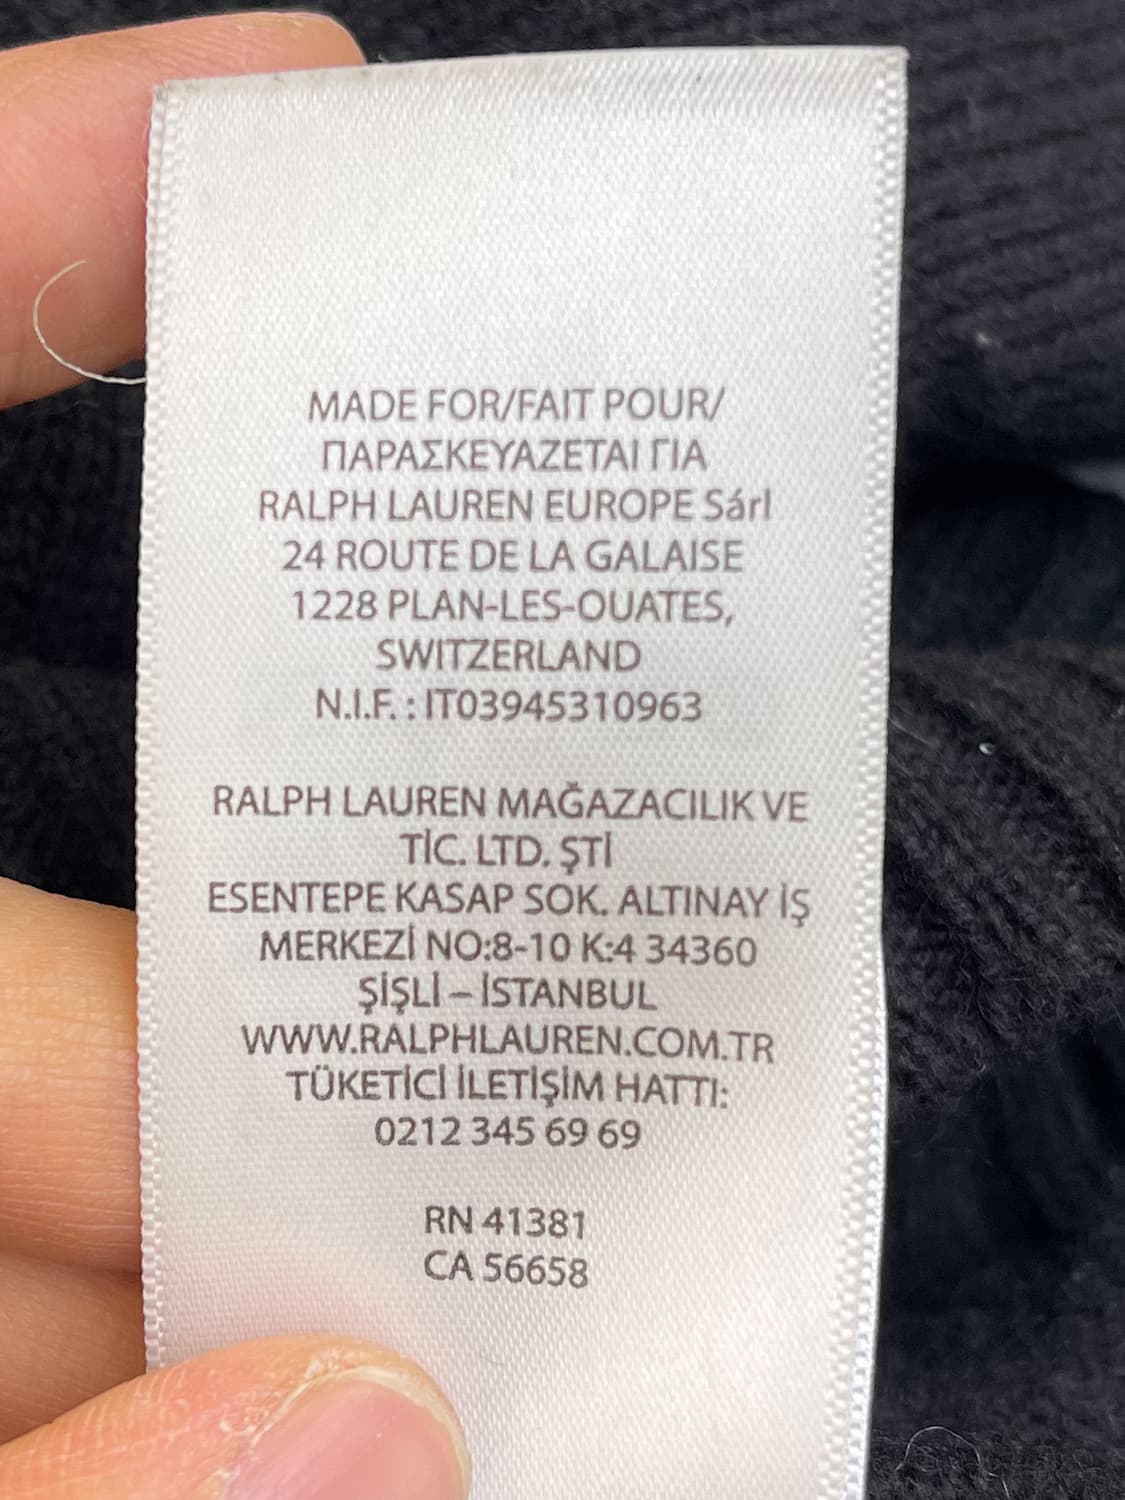 MADE FOR/FAIT POUR/
ΠΑΡΑΣΚΕΥΑΖΕΤΑΙ ΓΙΑ
RALPH LAUREN EUROPE Sárl
24 ROUTE DE LA GALAISE
1228 PLAN-LES-OUATES,
SWITZERLAND
N.I.F. : IT03945310963
RALPH LAUREN MAĞAZACILIK VE
TİC. LTD. ŞTİ
ESENTEPE KASAP SOK. ALTINAY İŞ
MERKEZİ NO:8-10 K:4 34360
ŞİŞLİ – İSTANBUL
WWW.RALPHLAUREN.COM.TR
TÜKETİCİ İLETİŞİM HATTI:
0212 345 69 69
RN 41381
CA 56658